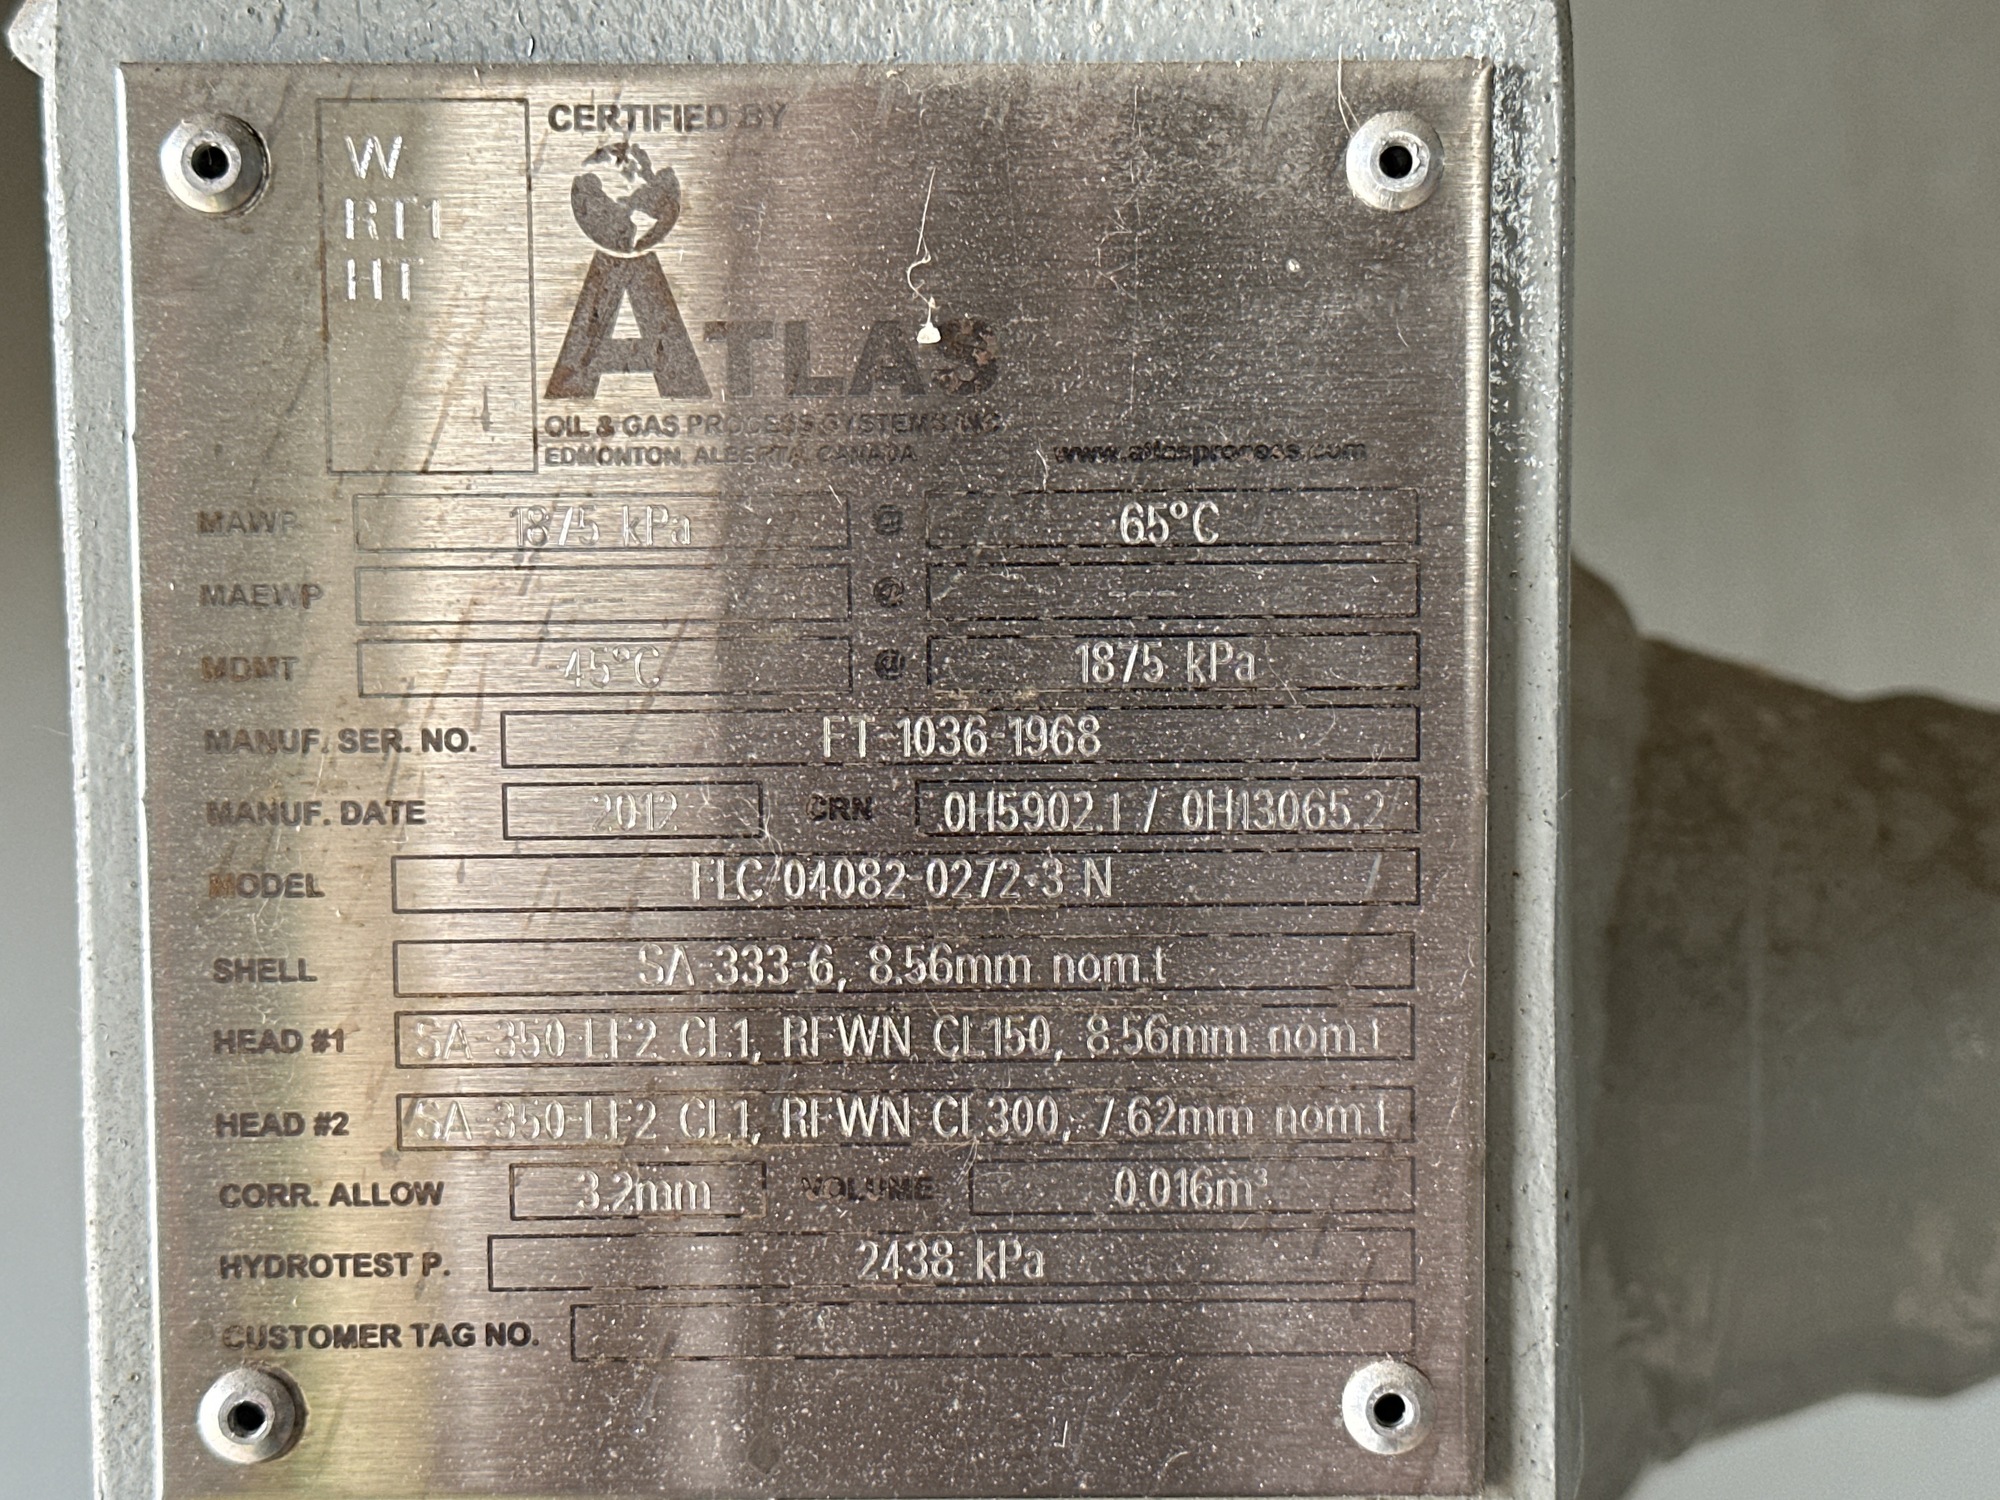 W
RT1
HT
CERTIFIED BY
ATLAS
OIL & GAS PROCESS SYSTEMS INC
EDMONTON, ALBERTA, CANADA
www.atlasprocess.com
MAWP 1875 kPa @ 65°C
MAEWP --- @ ---
MDMT -45°C @ 1875 kPa
MANUF. SER. NO. FT-1036-1968
MANUF. DATE 2012 CRN 0H5902.1 / 0H13065.2
MODEL FLC-04082-0272-3-N
SHELL SA-333-6, 8.56mm nom.t
HEAD #1 SA-350-LF2 CL1, RFWN CL150, 8.56mm nom.t
HEAD #2 SA-350-LF2 CL1, RFWN CL300, 7.62mm nom.t
CORR. ALLOW 3.2mm VOLUME 0.016m³
HYDROTEST P. 2438 kPa
CUSTOMER TAG NO.